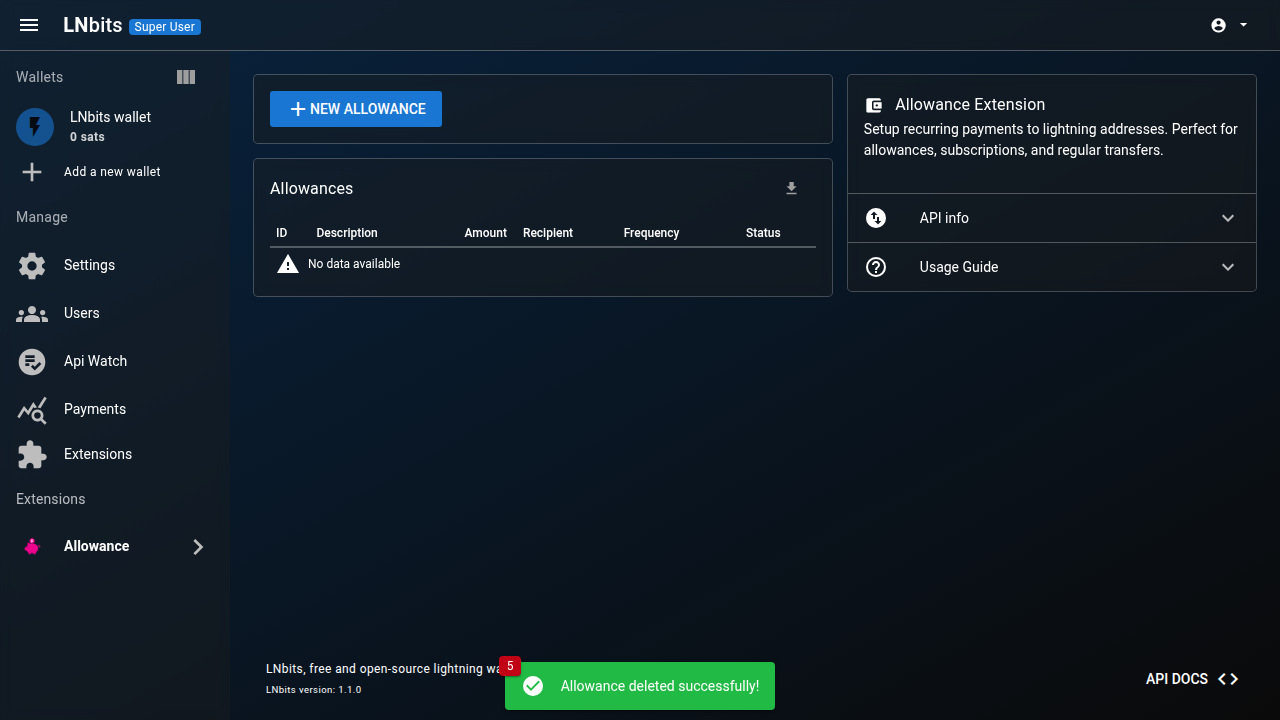 LNbits Super User
Wallets
LNbits wallet
0 sats
Add a new wallet
Manage
Settings
Users
Api Watch
Payments
Extensions
Extensions
Allowance
NEW ALLOWANCE
Allowances
ID Description Amount Recipient Frequency Status
No data available
Allowance Extension
Setup recurring payments to lightning addresses. Perfect for
allowances, subscriptions, and regular transfers.
API info
Usage Guide
LNbits, free and open-source lightning wa
LNbits version: 1.1.0
5
Allowance deleted successfully!
API DOCS